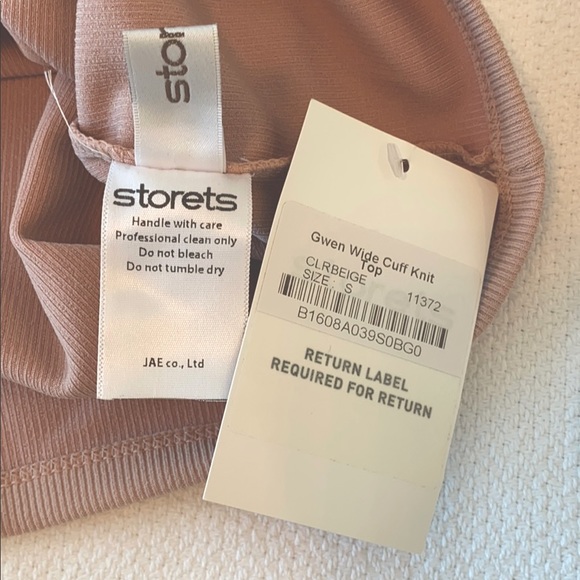 stor
storets
Handle with care
Professional clean only
Do not bleach
Do not tumble dry
JAE co., Ltd
Gwen Wide Cuff Knit
Top
CLRBEIGE
SIZE : S
11372
B1608A039S0BG0
RETURN LABEL
REQUIRED FOR RETURN